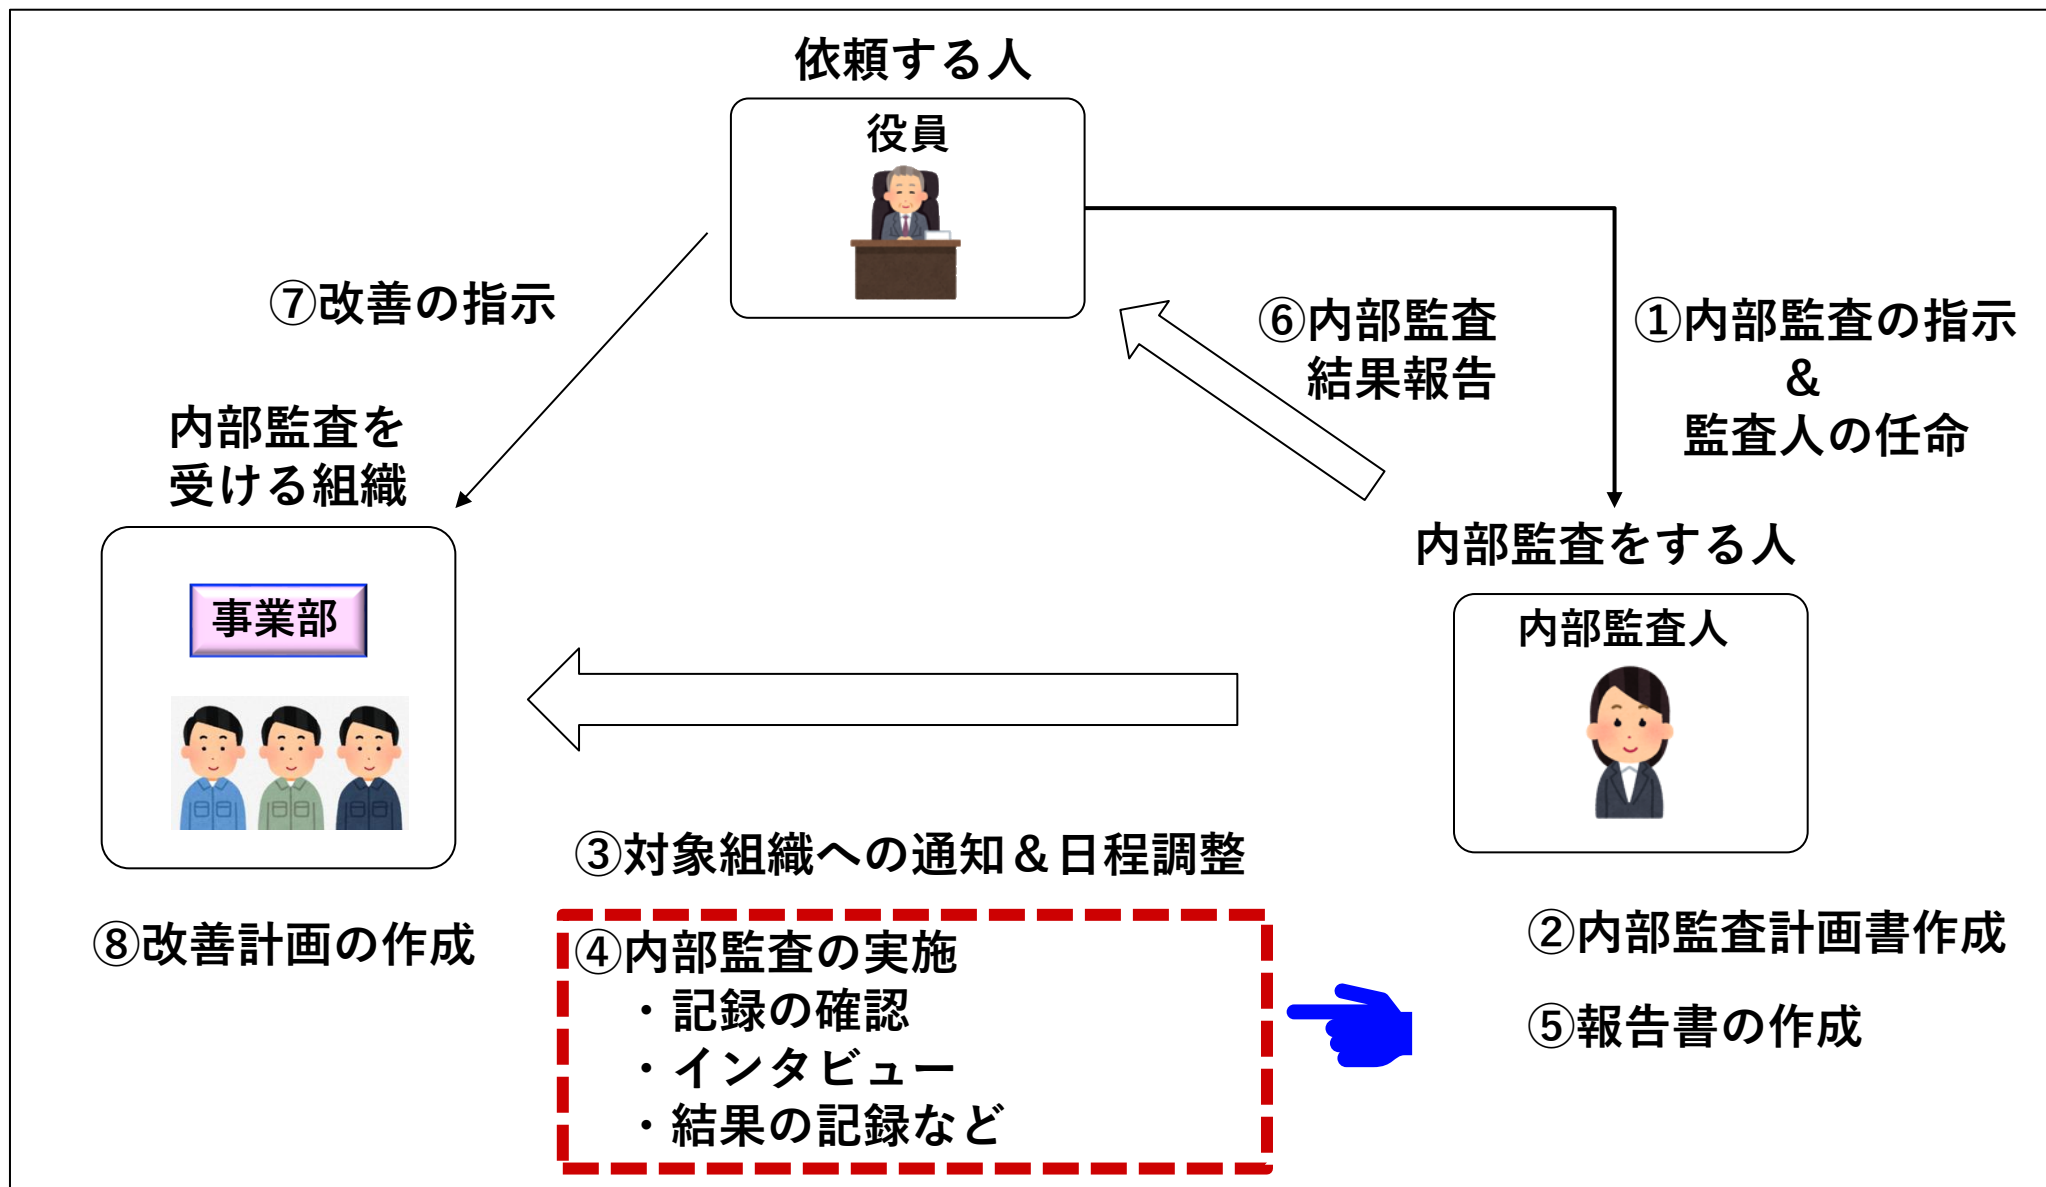 依頼する人
役員
⑦改善の指示
⑥内部監査
結果報告
①内部監査の指示
&
監査人の任命
内部監査を
受ける組織
内部監査をする人
事業部
内部監査人
③対象組織への通知&日程調整
⑧改善計画の作成
④内部監査の実施
・記録の確認
・インタビュー
・結果の記録など
②内部監査計画書作成
⑤報告書の作成